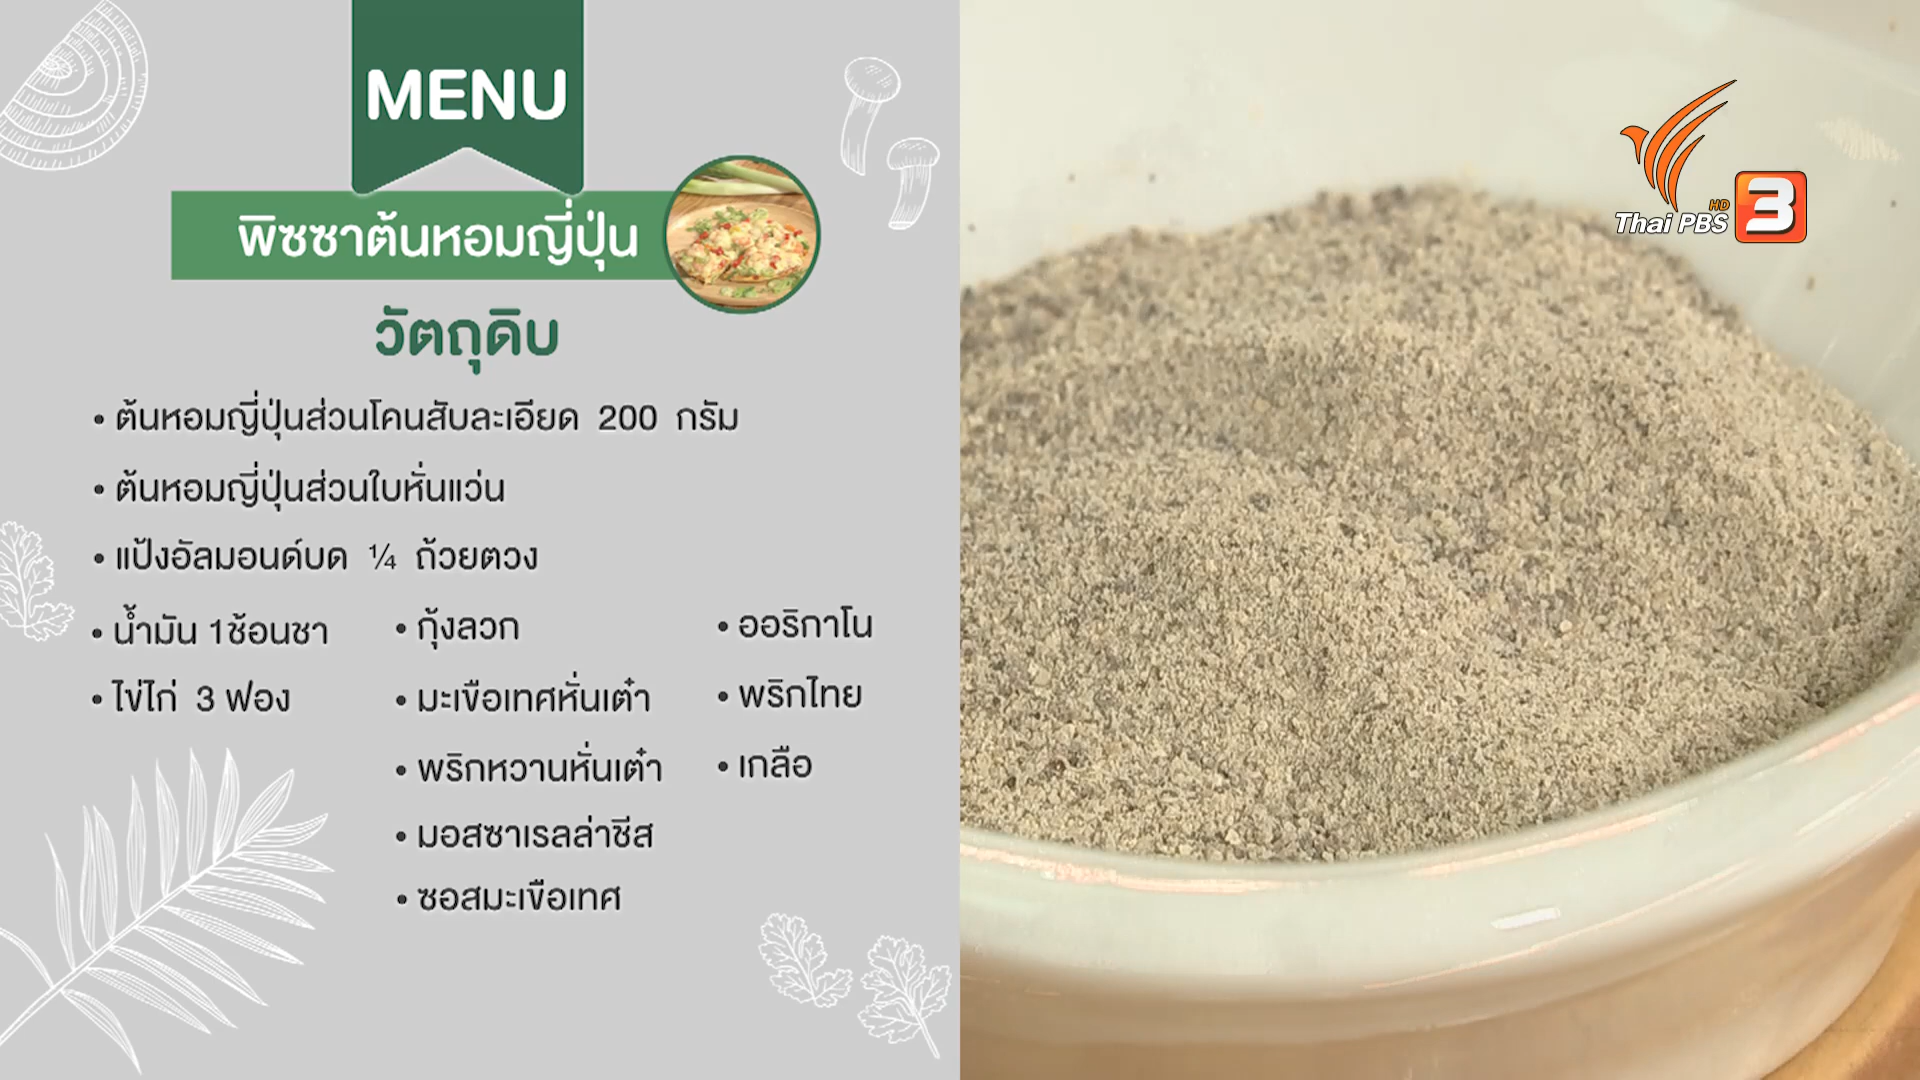 MENU
พิซซาต้นหอมญี่ปุ่น
วัตถุดิบ
• ต้นหอมญี่ปุ่นส่วนโคนสับละเอียด 200 กรัม
• ต้นหอมญี่ปุ่นส่วนใบหั่นแว่น
• แป้งอัลมอนด์บด ¼ ถ้วยตวง
• น้ำมัน 1ช้อนชา
• ไข่ไก่ 3 ฟอง
• กุ้งลวก
• มะเขือเทศหั่นเต๋า
• พริกหวานหั่นเต๋า
• มอสซาเรลล่าชีส
• ซอสมะเขือเทศ
• ออริกาโน
• พริกไทย
• เกลือ
HD
Thai PBS 3